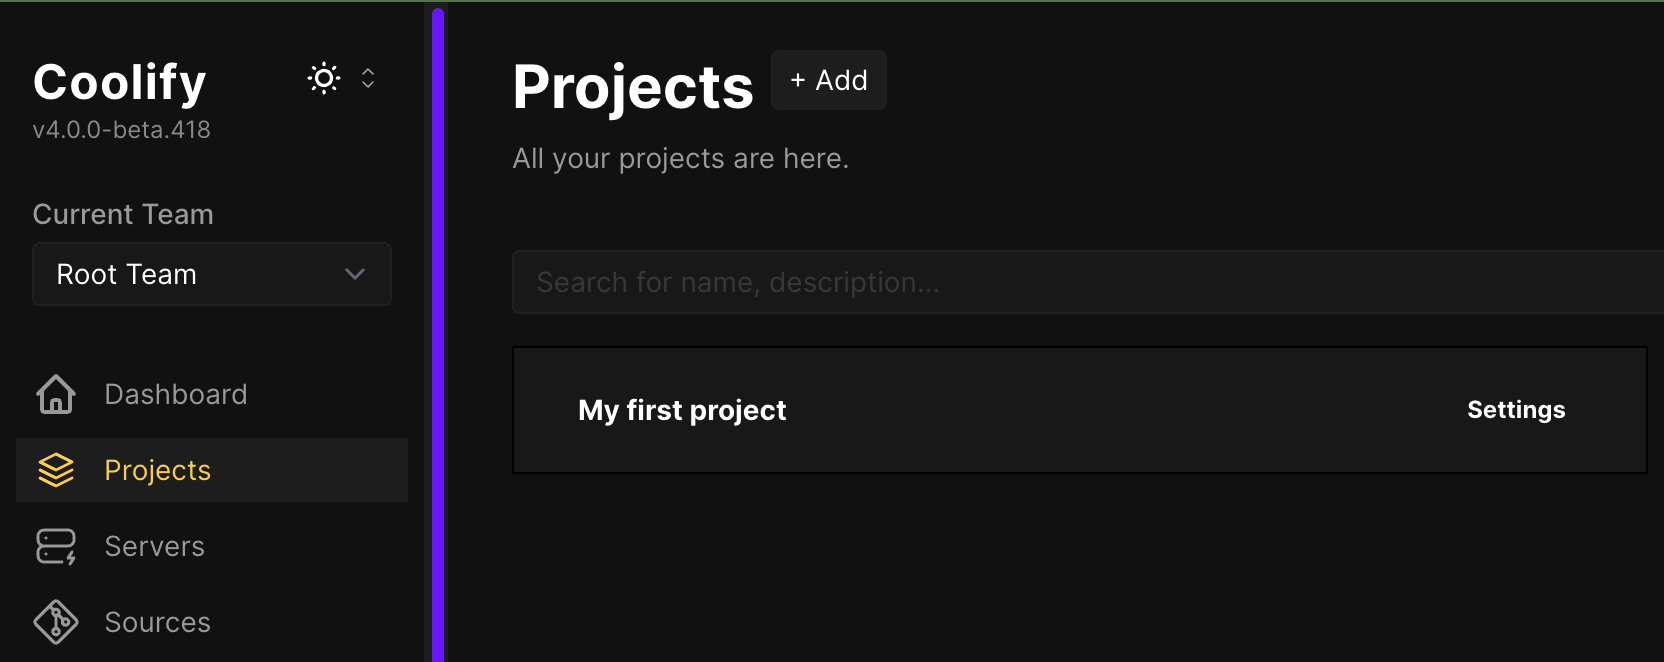 Coolify
v4.0.0-beta.418
Current Team
Root Team
Dashboard
Projects
Servers
Sources
Projects
+ Add
All your projects are here.
Search for name, description...
My first project
Settings